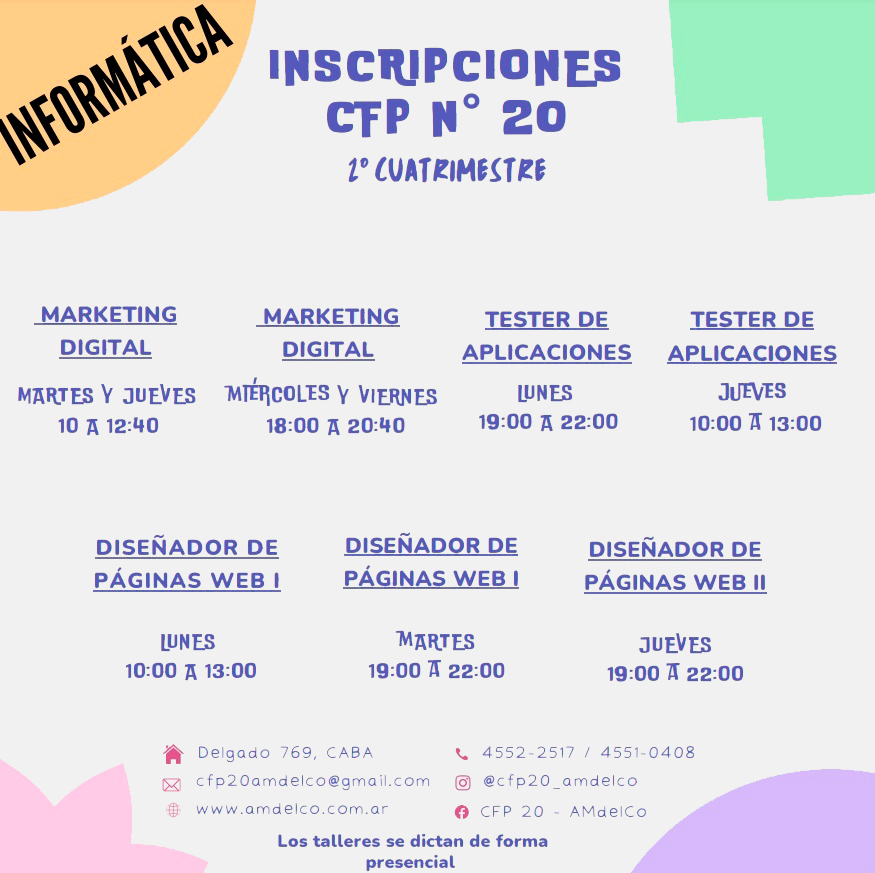 INFORMÁTICA
INSCRIPCIONES
CFP N° 20
2° CUATRIMESTRE
MARKETING
DIGITAL
MARTES Y JUEVES
10 A 12:40
MARKETING
DIGITAL
MIÉRCOLES Y VIERNES
18:00 A 20:40
TESTER DE
APLICACIONES
LUNES
19:00 A 22:00
TESTER DE
APLICACIONES
JUEVES
10:00 A 13:00
DISEÑADOR DE
PÁGINAS WEB I
LUNES
10:00 A 13:00
DISEÑADOR DE
PÁGINAS WEB I
MARTES
19:00 A 22:00
DISEÑADOR DE
PÁGINAS WEB II
JUEVES
19:00 A 22:00
Delgado 769, CABA
cfp20amdelco@gmail.com
www.amdelco.com.ar
4552-2517 / 4551-0408
@cfp20_amdelco
CFP 20 - AMdelCo
Los talleres se dictan de forma
presencial